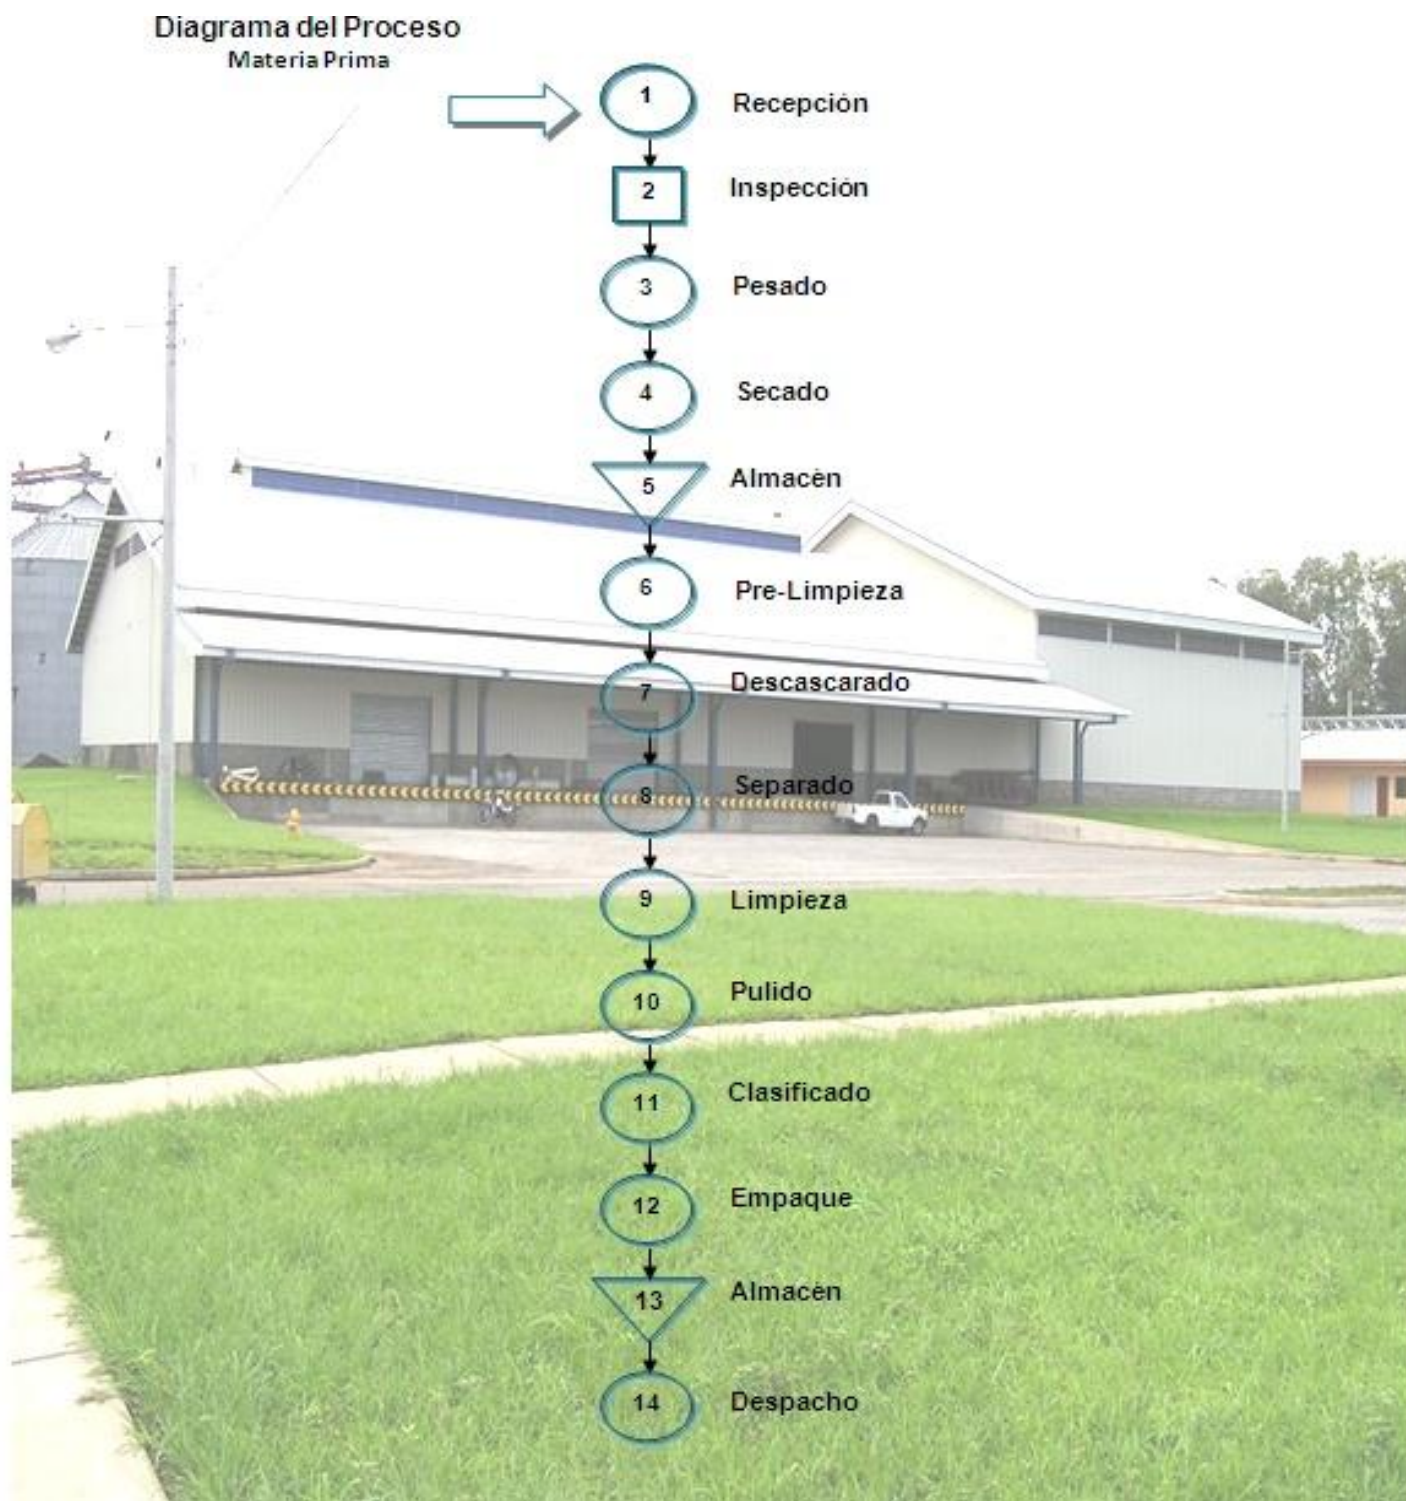 Diagrama del Proceso
Materia Prima
1 Recepción
2 Inspección
3 Pesado
4 Secado
5 Almacén
6 Pre-Limpieza
7 Descascarado
8 Separado
9 Limpieza
10 Pulido
11 Clasificado
12 Empaque
13 Almacén
14 Despacho